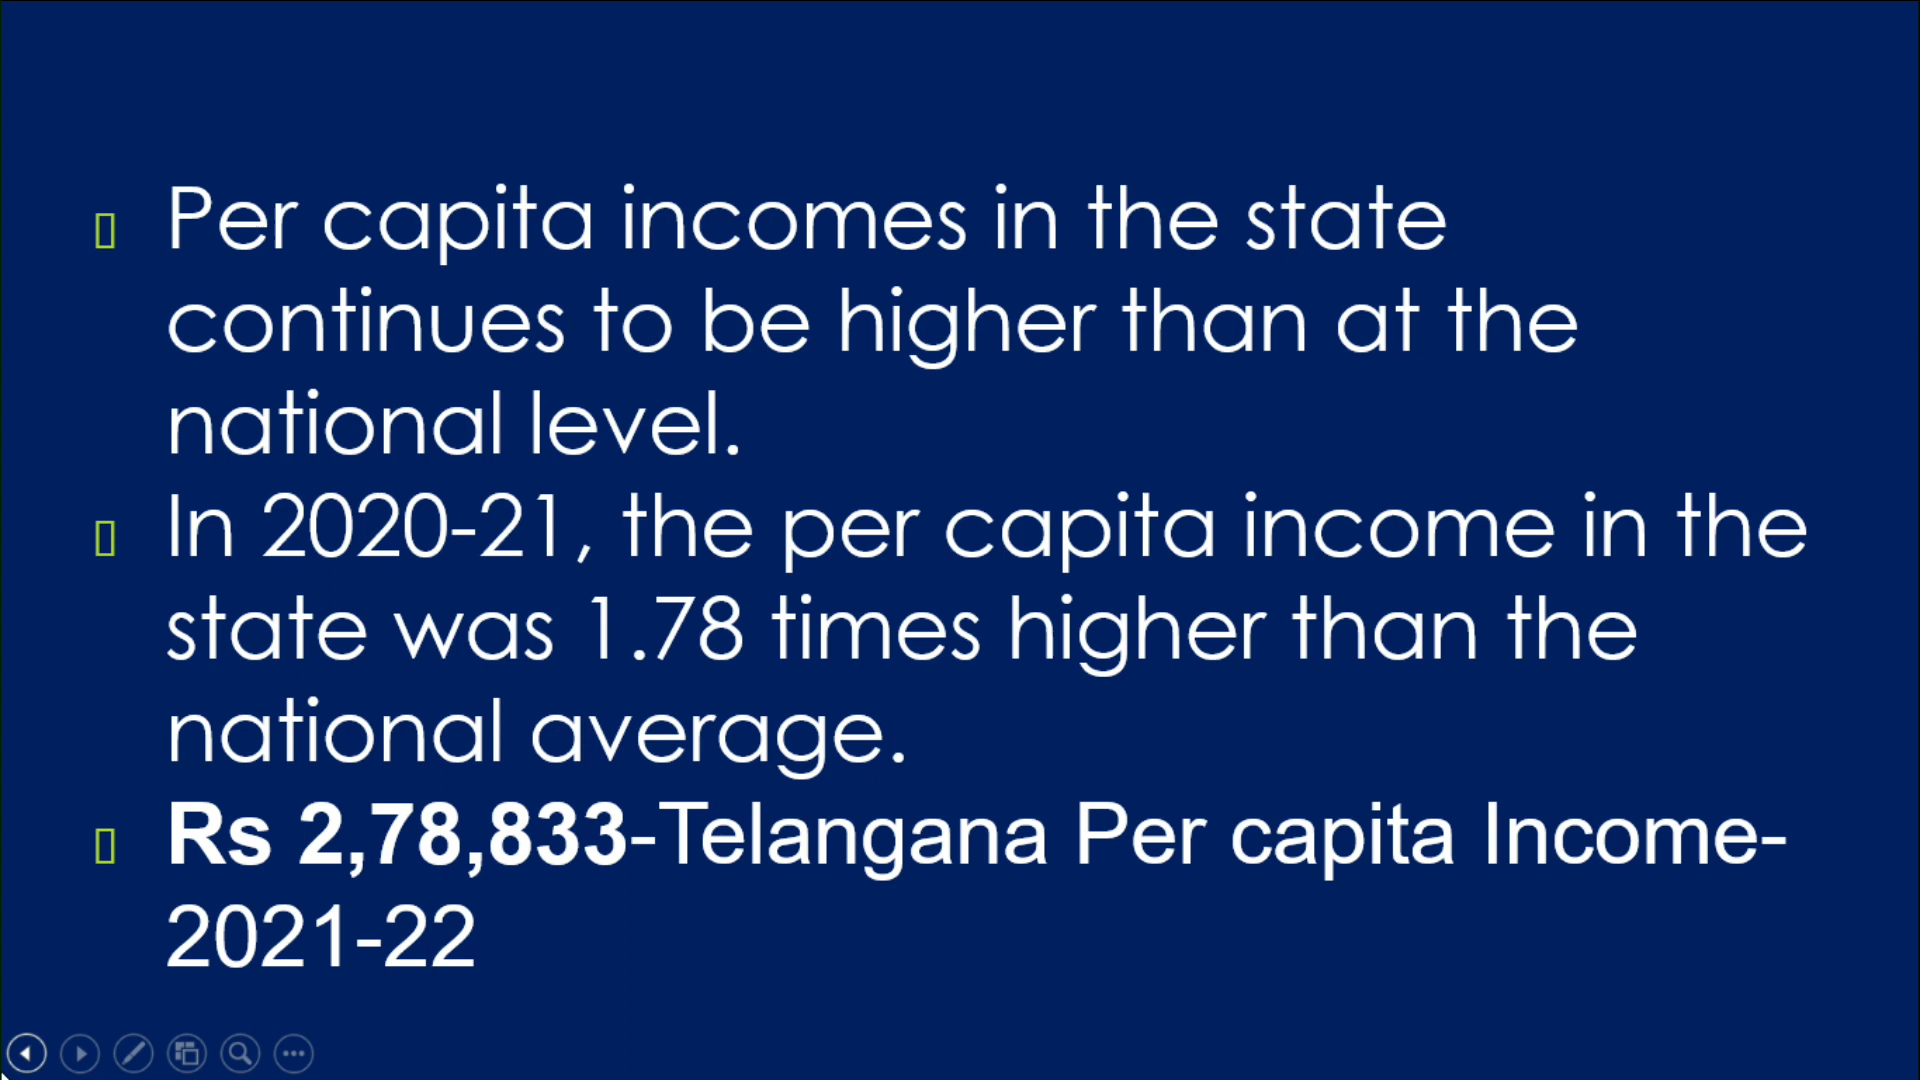 Per capita incomes in the state
continues to be higher than at the
national level.
In 2020-21, the per capita income in the
state was 1.78 times higher than the
national average.
Rs 2,78,833-Telangana Per capita Income-
2021-22